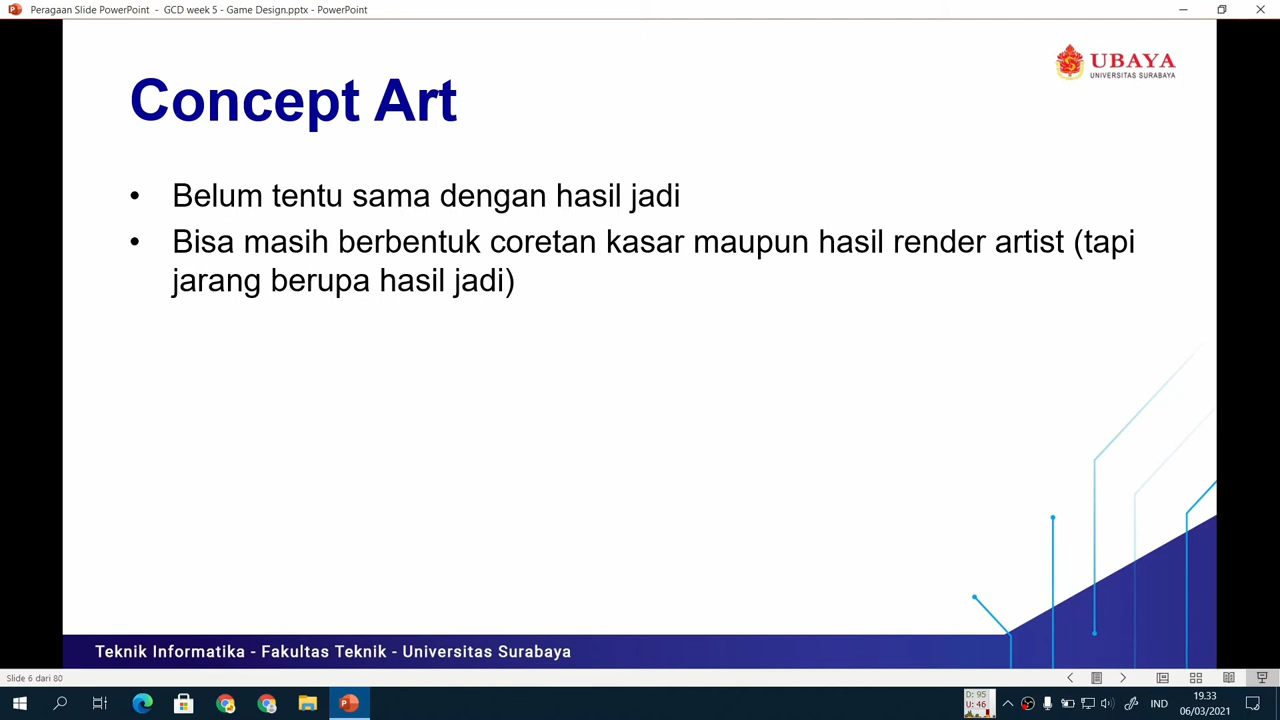 Peragaan Slide PowerPoint - GCD week 5 - Game Design.pptx - PowerPoint
UBAYA
UNIVERSITAS SURABAYA
Concept Art
• Belum tentu sama dengan hasil jadi
• Bisa masih berbentuk coretan kasar maupun hasil render artist (tapi
jarang berupa hasil jadi)
Teknik Informatika - Fakultas Teknik - Universitas Surabaya
Slide 6 dari 80
D: 95
U: 46
IND
19.33
06/03/2021